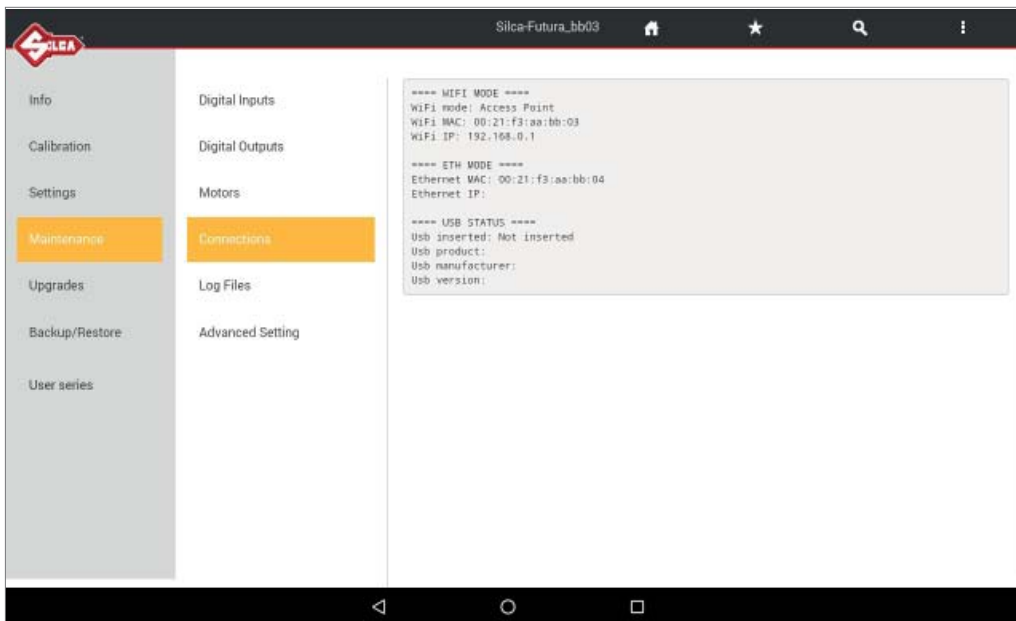 SILCA
Silca-Futura_bb03
Info
Calibration
Settings
Maintenance
Upgrades
Backup/Restore
User series
Digital Inputs
Digital Outputs
Motors
Connections
Log Files
Advanced Setting
==== WIFI MODE ====
WiFi mode: Access Point
WiFi MAC: 00:21:f3:aa:bb:03
WiFi IP: 192.168.0.1
==== ETH MODE ====
Ethernet MAC: 00:21:f3:aa:bb:04
Ethernet IP:
==== USB STATUS ====
Usb inserted: Not inserted
Usb product:
Usb manufacturer:
Usb version: